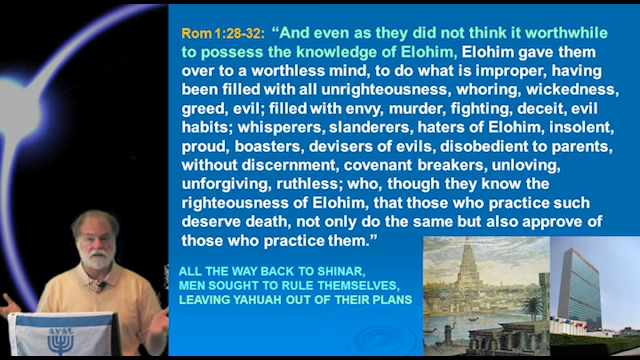 Rom 1:28-32: “And even as they did not think it worthwhile
to possess the knowledge of Elohim, Elohim gave them
over to a worthless mind, to do what is improper, having
been filled with all unrighteousness, whoring, wickedness,
greed, evil; filled with envy, murder, fighting, deceit, evil
habits; whisperers, slanderers, haters of Elohim, insolent,
proud, boasters, devisers of evils, disobedient to parents,
without discernment, covenant breakers, unloving,
unforgiving, ruthless; who, though they know the
righteousness of Elohim, that those who practice such
deserve death, not only do the same but also approve of
those who practice them.”
ALL THE WAY BACK TO SHINAR,
MEN SOUGHT TO RULE THEMSELVES,
LEAVING YAHUAH OUT OF THEIR PLANS